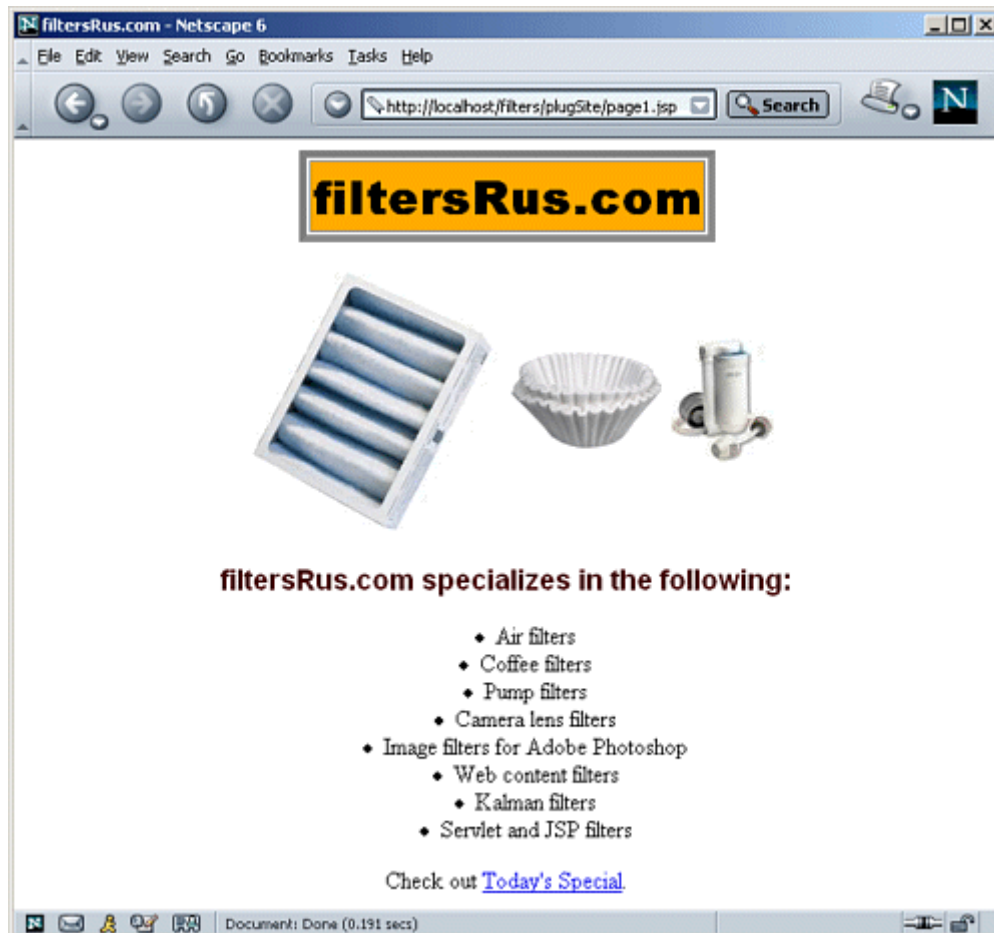 filtersRus.com - Netscape 6
File Edit View Search Go Bookmarks Tasks Help
http://localhost/filters/plugSite/page1.jsp Search N
filtersRus.com
filtersRus.com specializes in the following:
Air filters
Coffee filters
Pump filters
Camera lens filters
Image filters for Adobe Photoshop
Web content filters
Kalman filters
Servlet and JSP filters
Check out Today's Special.
Document: Done (0.191 secs)